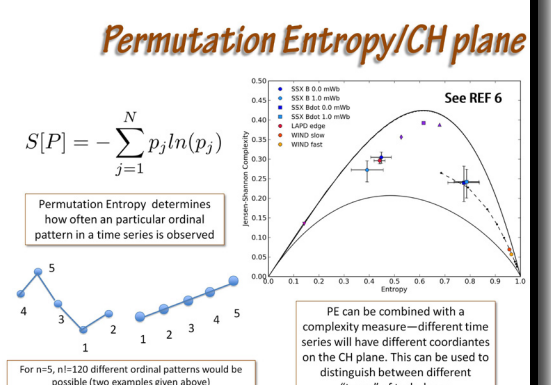 Permutation Entropy/CH plane
S[P] = −∑ p_j ln(p_j)
N
j=1
Permutation Entropy determines
how often an particular ordinal
pattern in a time series is observed
5
4
3
2
1
1
2
3
4
5
For n=5, n!=120 different ordinal patterns would be
possible (two examples given above)
0.50
0.45
0.40
0.35
0.30
0.25
0.20
0.15
0.10
0.05
0.00
Jensen-Shannon Complexity
SSX B 0.0 mWb
SSX B 1.0 mWb
SSX Bdot 0.0 mWb
SSX Bdot 1.0 mWb
LAPD edge
WIND slow
WIND fast
See REF 6
0.0 0.1 0.2 0.3 0.4 0.5 0.6 0.7 0.8 0.9 1.0
Entropy
PE can be combined with a
complexity measure—different time
series will have different coordiantes
on the CH plane. This can be used to
distinguish between different